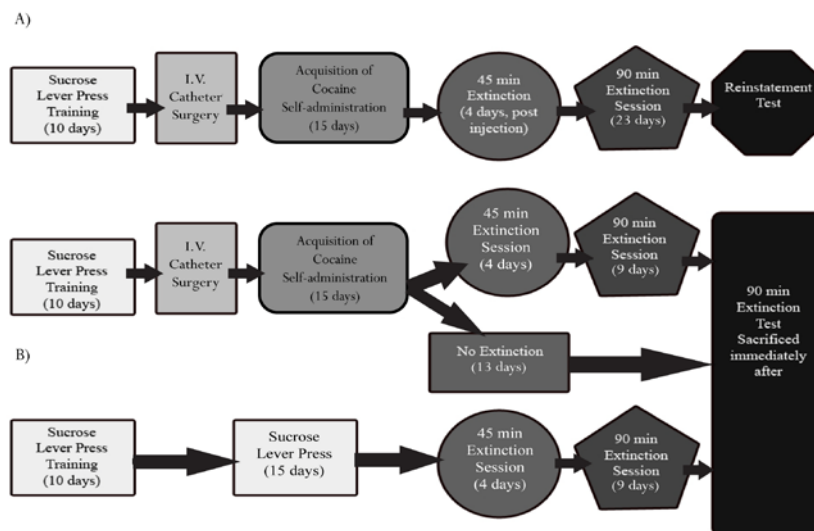 A)
Sucrose
Lever Press
Training
(10 days)
I.V.
Catheter
Surgery
Acquisition of
Cocaine
Self-administration
(15 days)
45 min
Extinction
(4 days, post
injection)
90 min
Extinction
Session
(23 days)
Reinstatement
Test
Sucrose
Lever Press
Training
(10 days)
I.V.
Catheter
Surgery
Acquisition of
Cocaine
Self-administration
(15 days)
45 min
Extinction
Session
(4 days)
90 min
Extinction
Session
(9 days)
No Extinction
(13 days)
90 min
Extinction
Test
Sacrificed
immediately
after
B)
Sucrose
Lever Press
Training
(10 days)
Sucrose
Lever Press
(15 days)
45 min
Extinction
Session
(4 days)
90 min
Extinction
Session
(9 days)